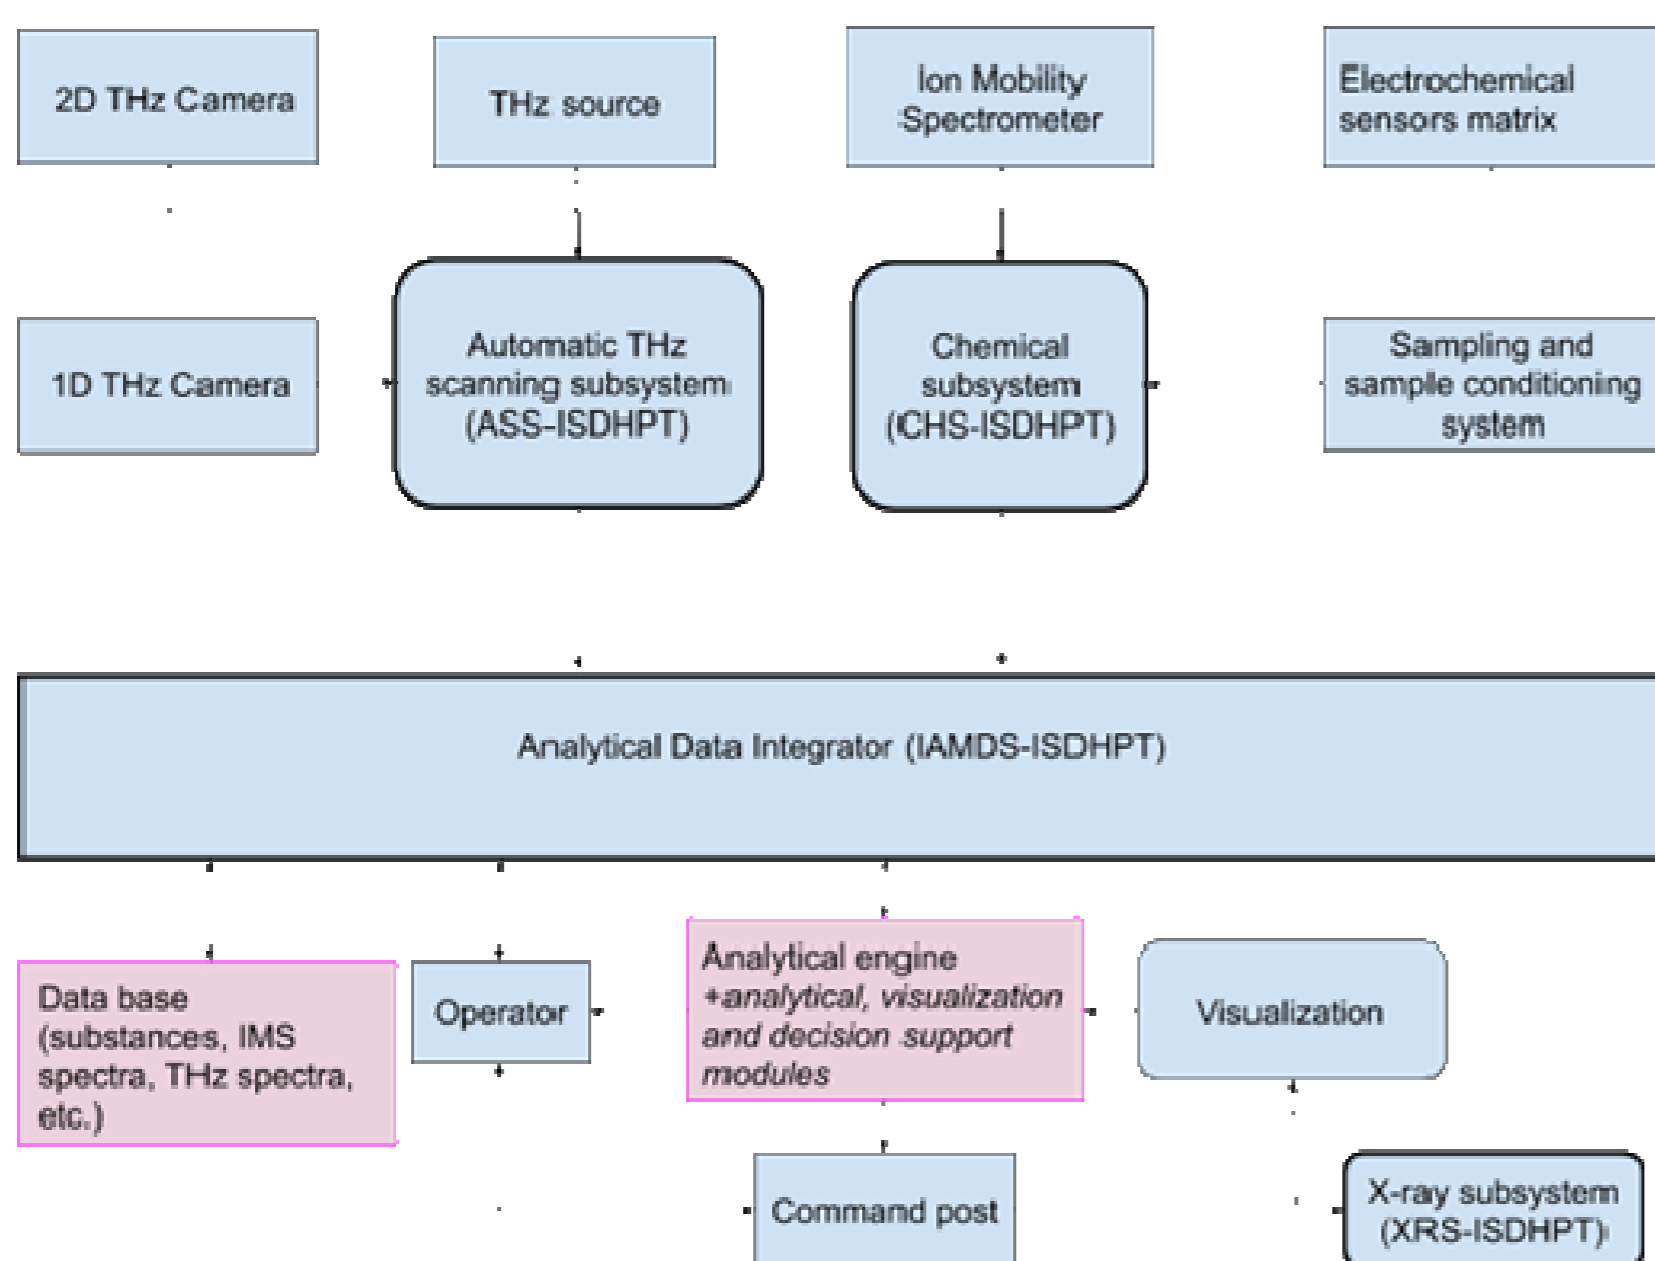 2D THz Camera
THz source
Ion Mobility
Spectrometer
Electrochemical
sensors matrix
1D THz Camera
Automatic THz
scanning subsystem
(ASS-ISDHPT)
Chemical
subsystem
(CHS-ISDHPT)
Sampling and
sample conditioning
system
Analytical Data Integrator (IAMDS-ISDHPT)
Data base
(substances, IMS
spectra, THz spectra,
etc.)
Operator
Analytical engine
+analytical, visualization
and decision support
modules
Visualization
Command post
X-ray subsystem
(XRS-ISDHPT)